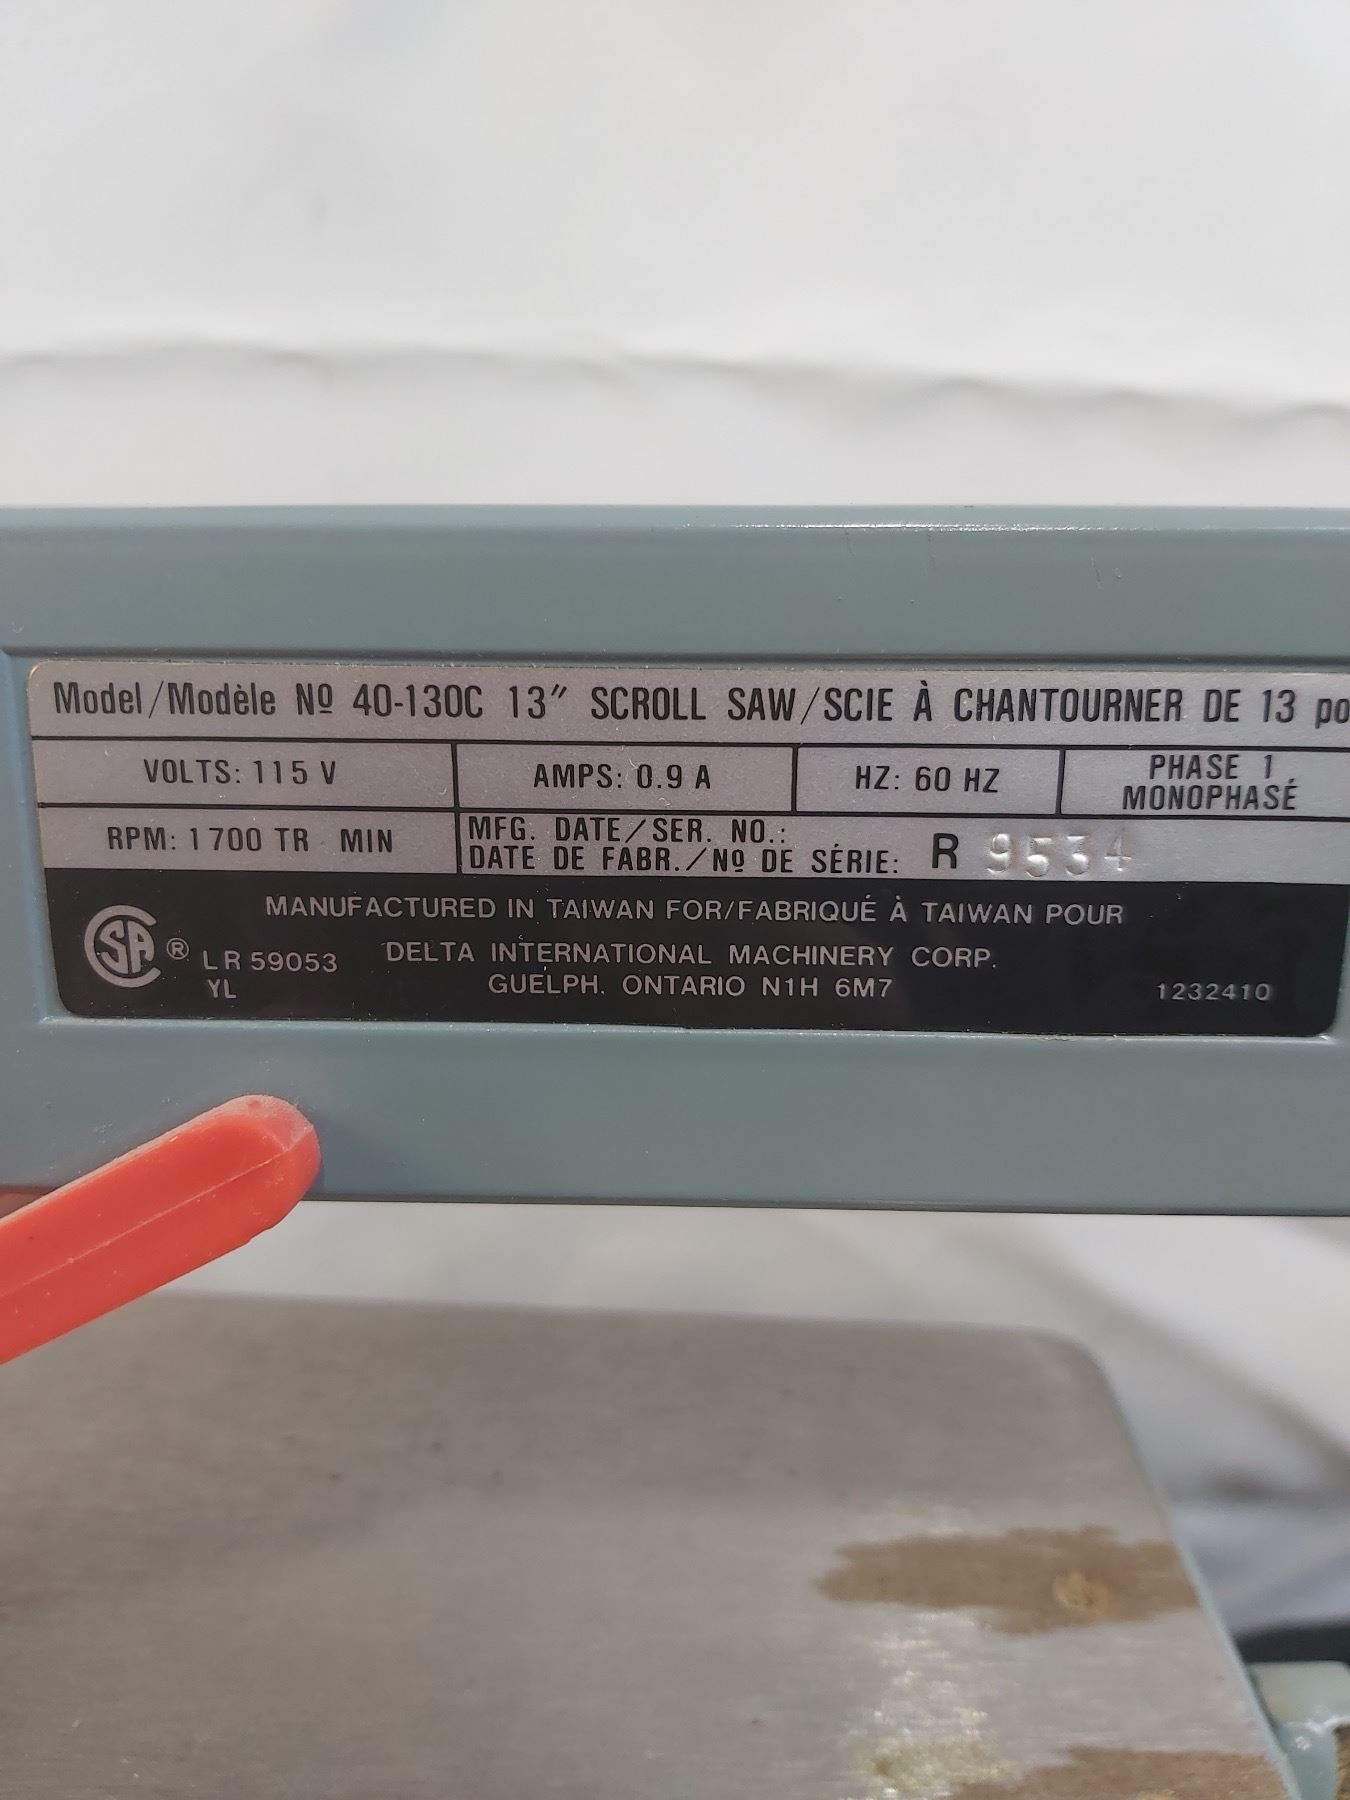 Model/Modèle Nº 40-130C 13" SCROLL SAW/SCIE À CHANTOURNER DE 13 po
VOLTS: 115 V AMPS: 0.9 A HZ: 60 HZ PHASE 1
MONOPHASÉ
RPM: 1700 TR MIN MFG. DATE/SER. NO.:
DATE DE FABR./Nº DE SÉRIE: R 9534
MANUFACTURED IN TAIWAN FOR/FABRIQUÉ À TAIWAN POUR
SA ® LR 59053 DELTA INTERNATIONAL MACHINERY CORP.
YL GUELPH, ONTARIO N1H 6M7 1232410